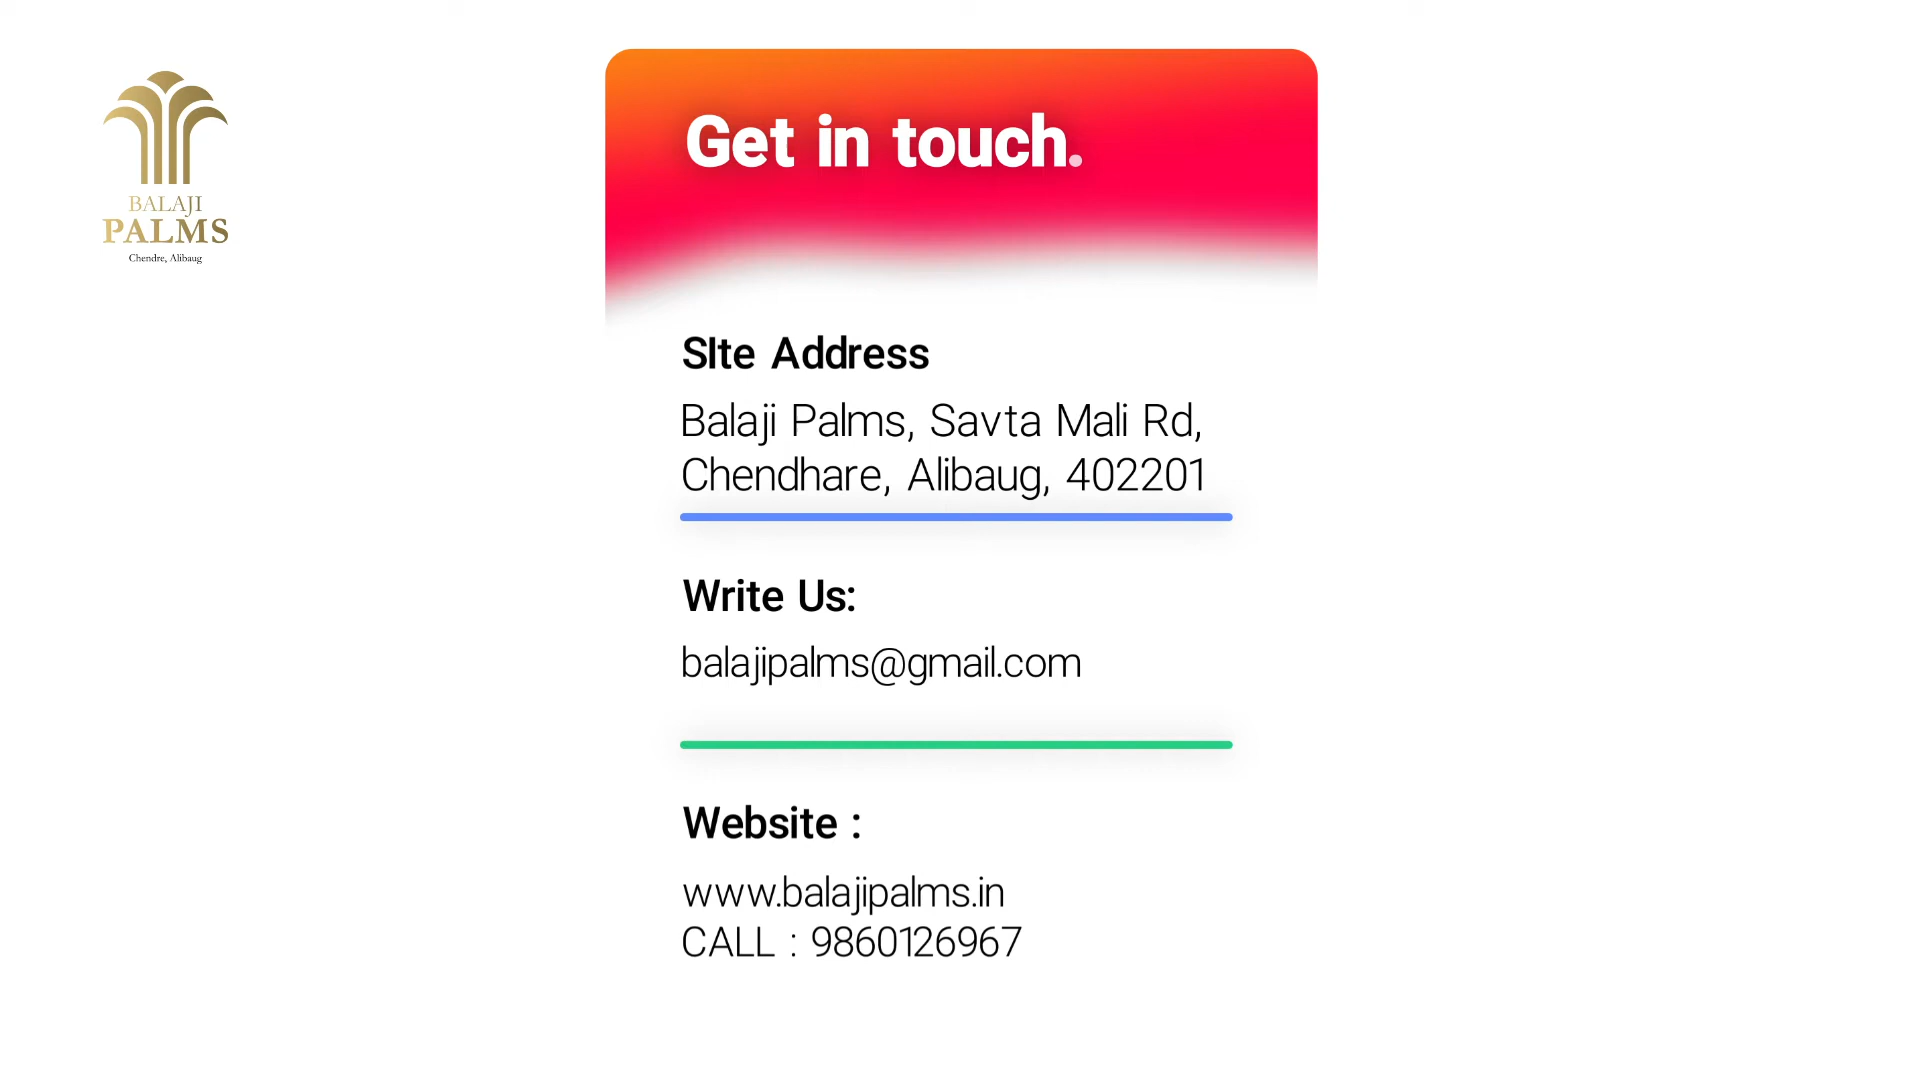 BALAJI
PALMS
Chendre, Alibaug
Get in touch.
SIte Address
Balaji Palms, Savta Mali Rd,
Chendhare, Alibaug, 402201
Write Us:
balajipalms@gmail.com
Website :
www.balajipalms.in
CALL : 9860126967